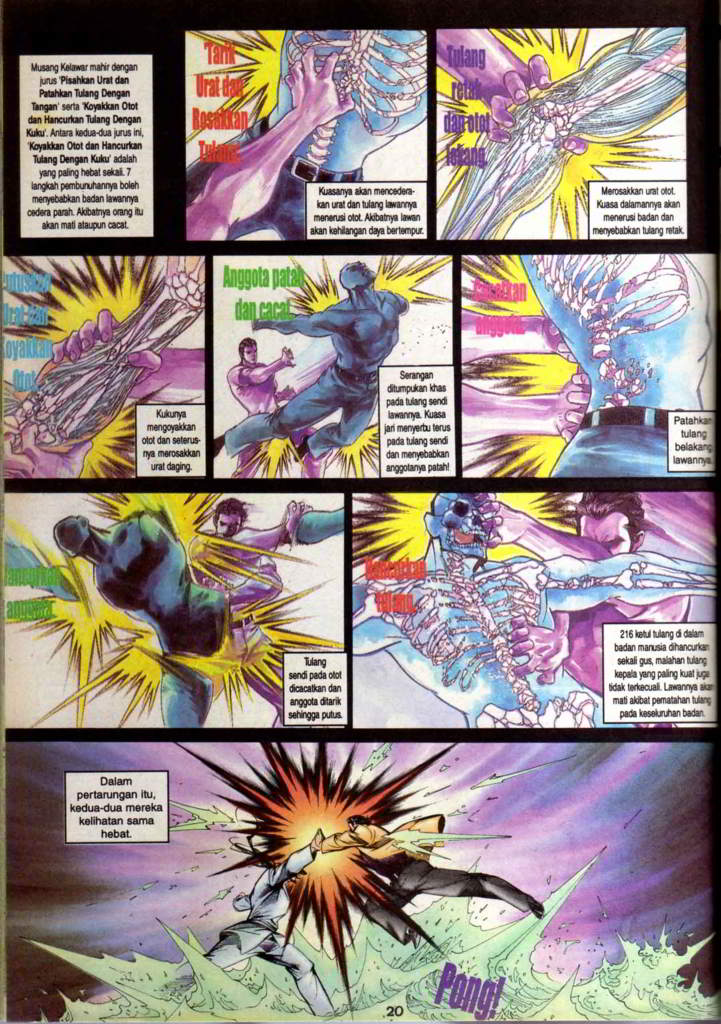 Musang Kelawar mahir dengan
jurus 'Pisahkan Urat dan
Patahkan Tulang Dengan
Tangan' serta 'Koyakkan Otot
dan Hancurkan Tulang Dengan
Kuku'. Antara kedua-dua jurus ini,
'Koyakkan Otot dan Hancurkan
Tulang Dengan Kuku' adalah
yang paling hebat sekali. 7
langkah pembunuhannya boleh
menyebabkan badan lawannya
cedera parah. Akibatnya orang itu
akan mati ataupun cacat.
'Tarik
Urat dan
Rosakkan
Tulang.
Kuasanya akan mencedera-
kan urat dan tulang lawannya
menerusi otot. Akibatnya lawan
akan kehilangan daya bertempur.
Tulang
retak
dan otot
lekang.
Merosakkan urat otot.
Kuasa dalamannya akan
menerusi badan dan
menyebabkan tulang retak.
Urat dan
Otot
Kukunya
mengoyakkan
otot dan seterus-
nya merosakkan
urat daging.
Anggota patah
dan cacat
Serangan
ditumpukan khas
pada tulang sendi
lawannya. Kuasa
jari menyerbu terus
pada tulang sendi
dan menyebabkan
anggotanya patah!
Cacatkan
anggota.
Patahkan
tulang
belakang
lawannya.
anggota.
Tulang
sendi pada otot
dicacatkan dan
anggota ditarik
sehingga putus.
Tulang.
216 ketul tulang di dalam
badan manusia dihancurkan
sekali gus, malahan tulang
kepala yang paling kuat juga
tidak terkecuali. Lawannya akan
mati akibat pematahan tulang
pada keseluruhan badan.
Dalam
pertarungan itu,
kedua-dua mereka
kelihatan sama
hebat.
Pong!
20